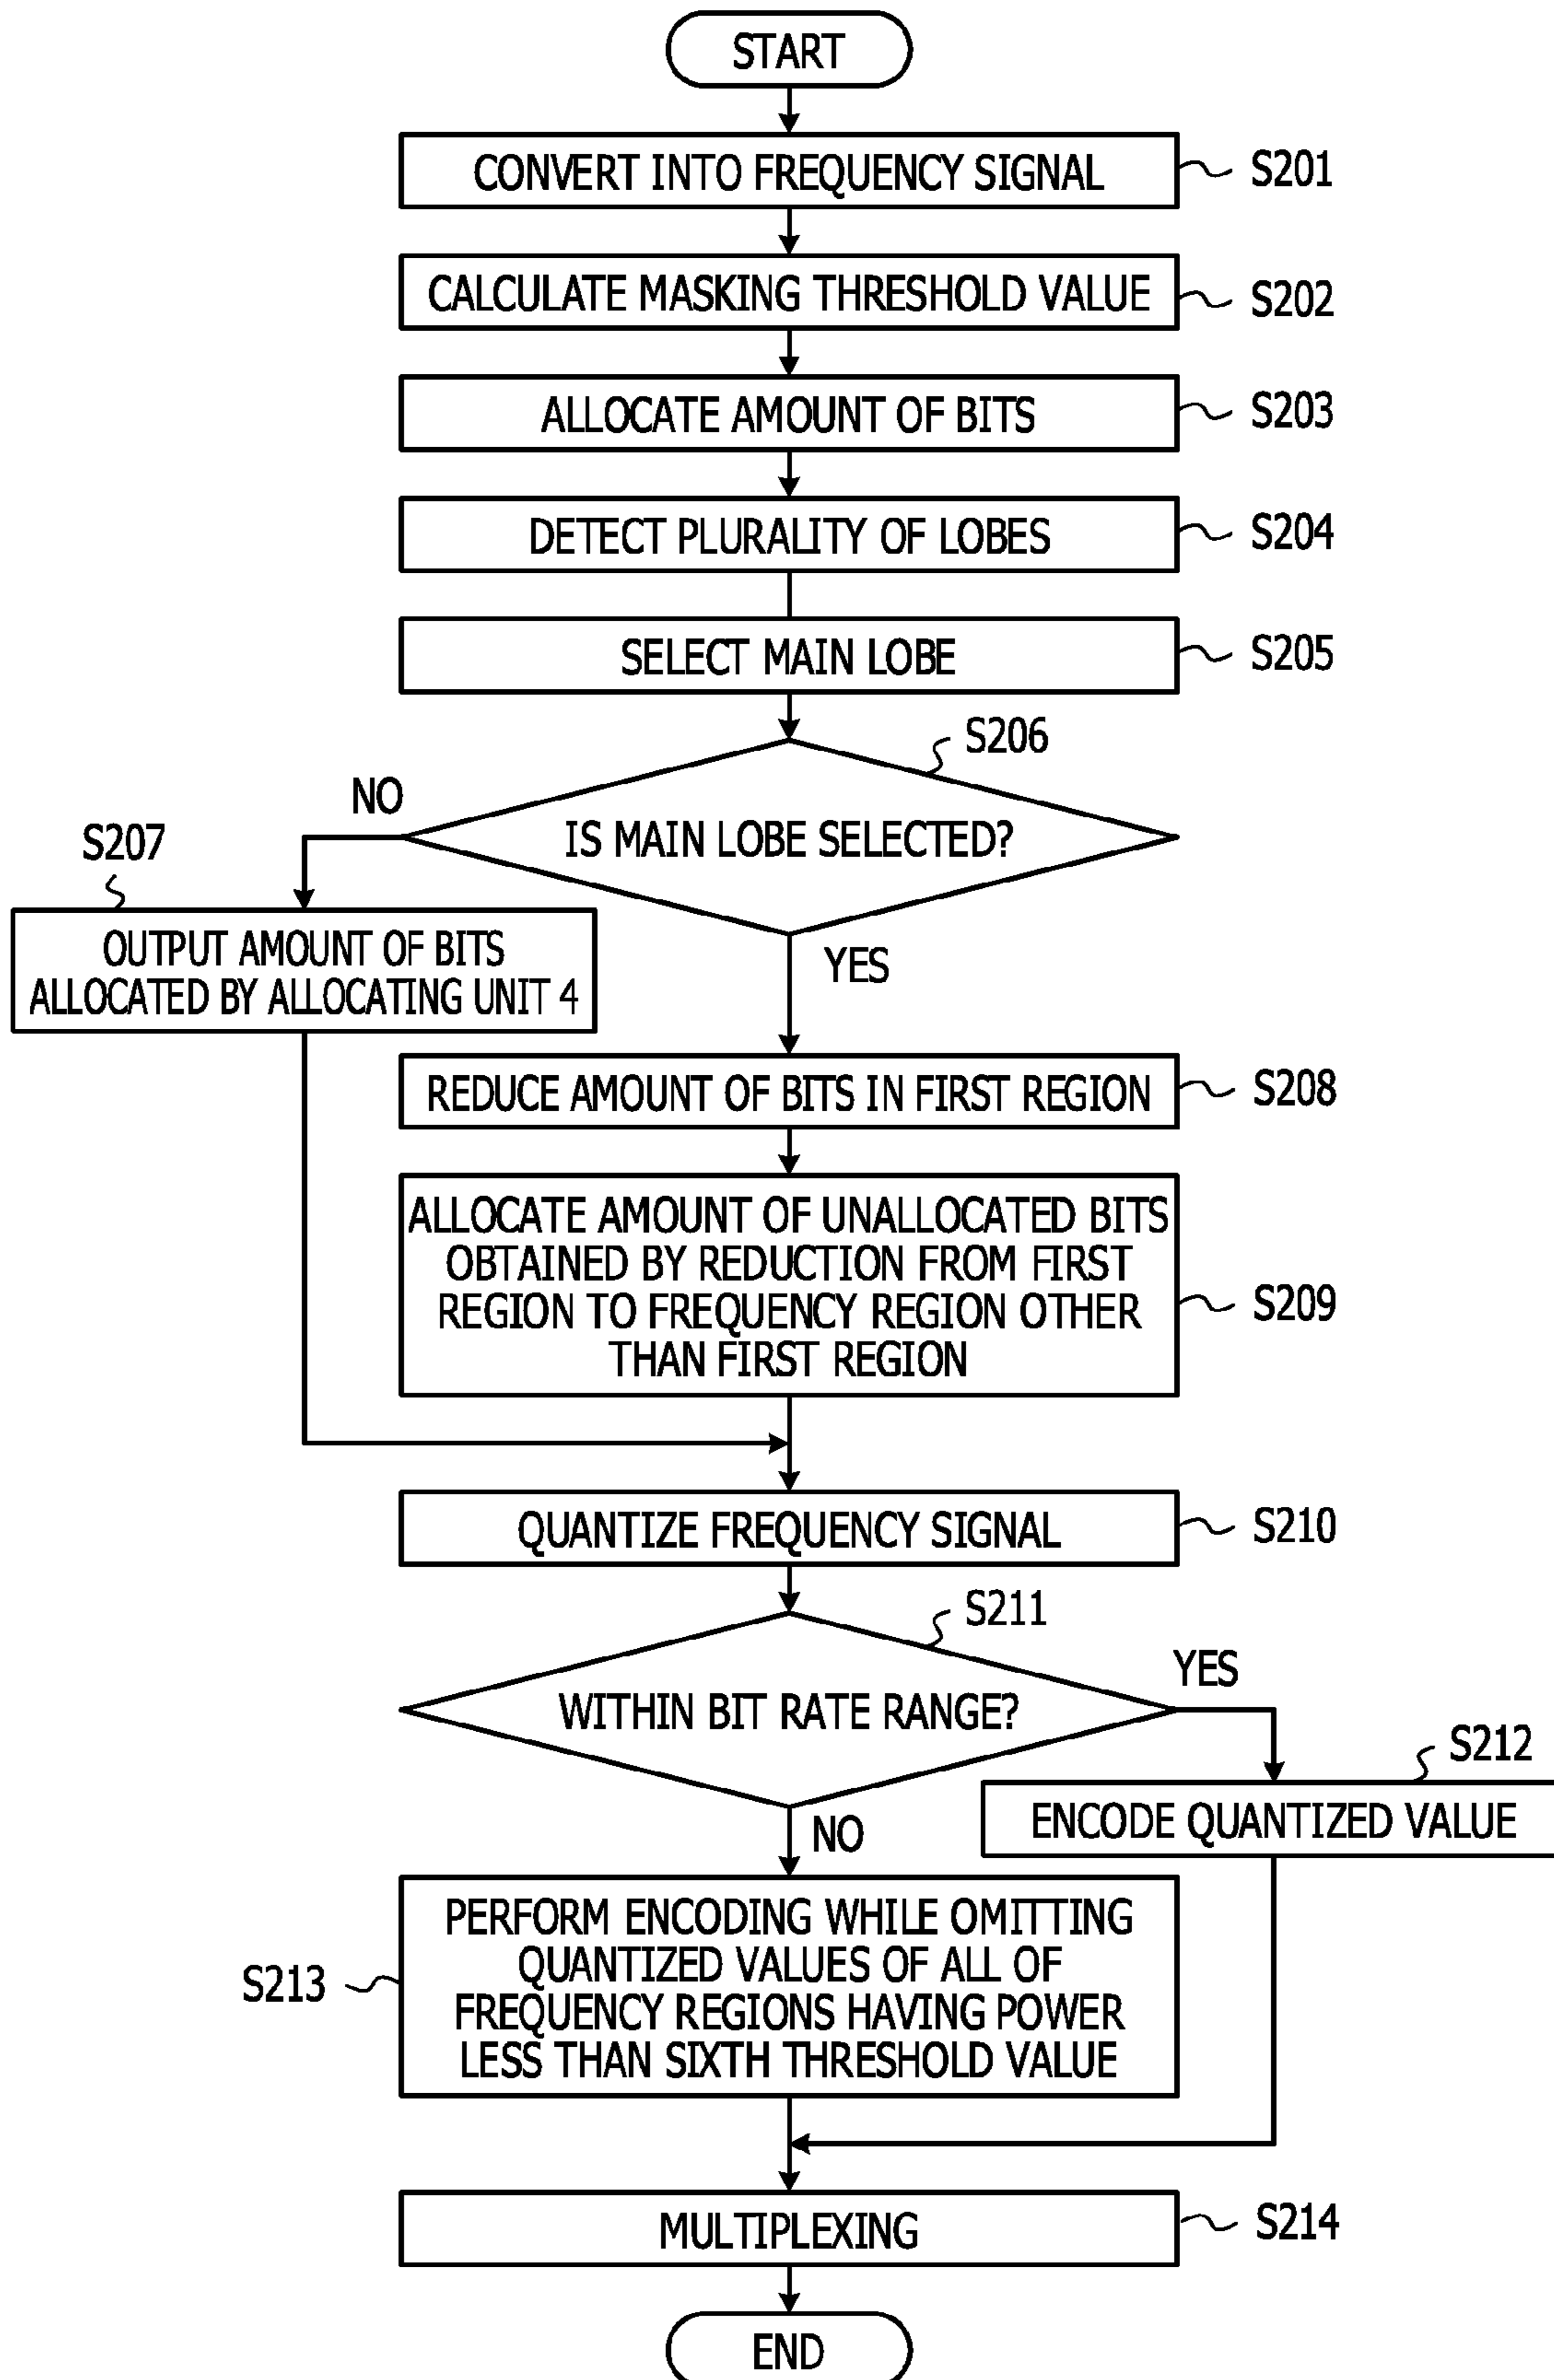 START
CONVERT INTO FREQUENCY SIGNAL
S201
CALCULATE MASKING THRESHOLD VALUE
S202
ALLOCATE AMOUNT OF BITS
S203
DETECT PLURALITY OF LOBES
S204
SELECT MAIN LOBE
S205
S206
IS MAIN LOBE SELECTED?
NO
YES
S207
OUTPUT AMOUNT OF BITS
ALLOCATED BY ALLOCATING UNIT 4
REDUCE AMOUNT OF BITS IN FIRST REGION
S208
ALLOCATE AMOUNT OF UNALLOCATED BITS
OBTAINED BY REDUCTION FROM FIRST
REGION TO FREQUENCY REGION OTHER
THAN FIRST REGION
S209
QUANTIZE FREQUENCY SIGNAL
S210
S211
WITHIN BIT RATE RANGE?
YES
S212
ENCODE QUANTIZED VALUE
NO
PERFORM ENCODING WHILE OMITTING
QUANTIZED VALUES OF ALL OF
FREQUENCY REGIONS HAVING POWER
LESS THAN SIXTH THRESHOLD VALUE
S213
MULTIPLEXING
S214
END